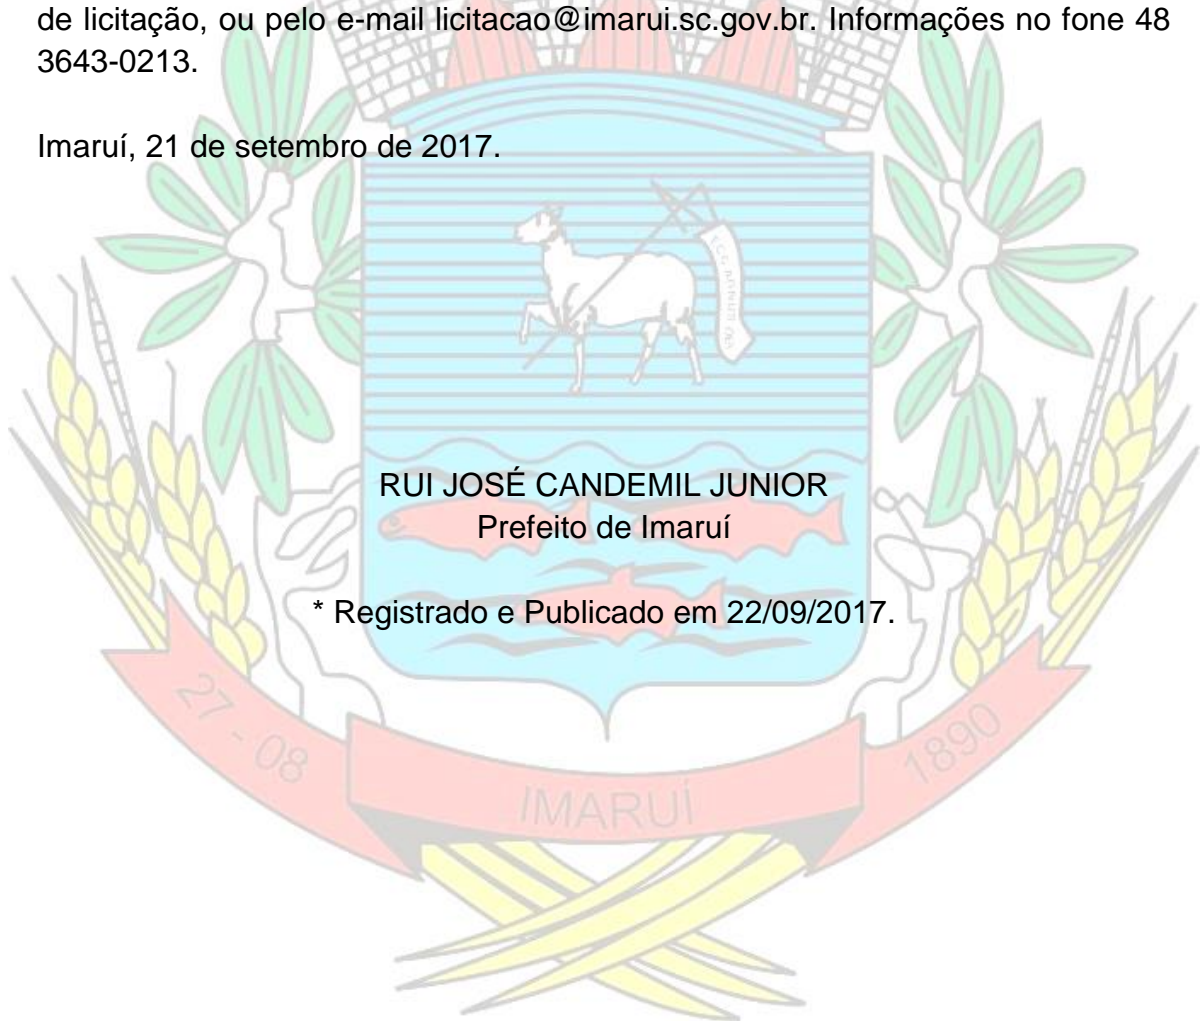 de licitação, ou pelo e-mail licitacao@imarui.sc.gov.br. Informações no fone 48
3643-0213.
Imaruí, 21 de setembro de 2017.
RUI JOSÉ CANDEMIL JUNIOR
Prefeito de Imaruí
* Registrado e Publicado em 22/09/2017.
27 - 08
IMARUÍ
1890